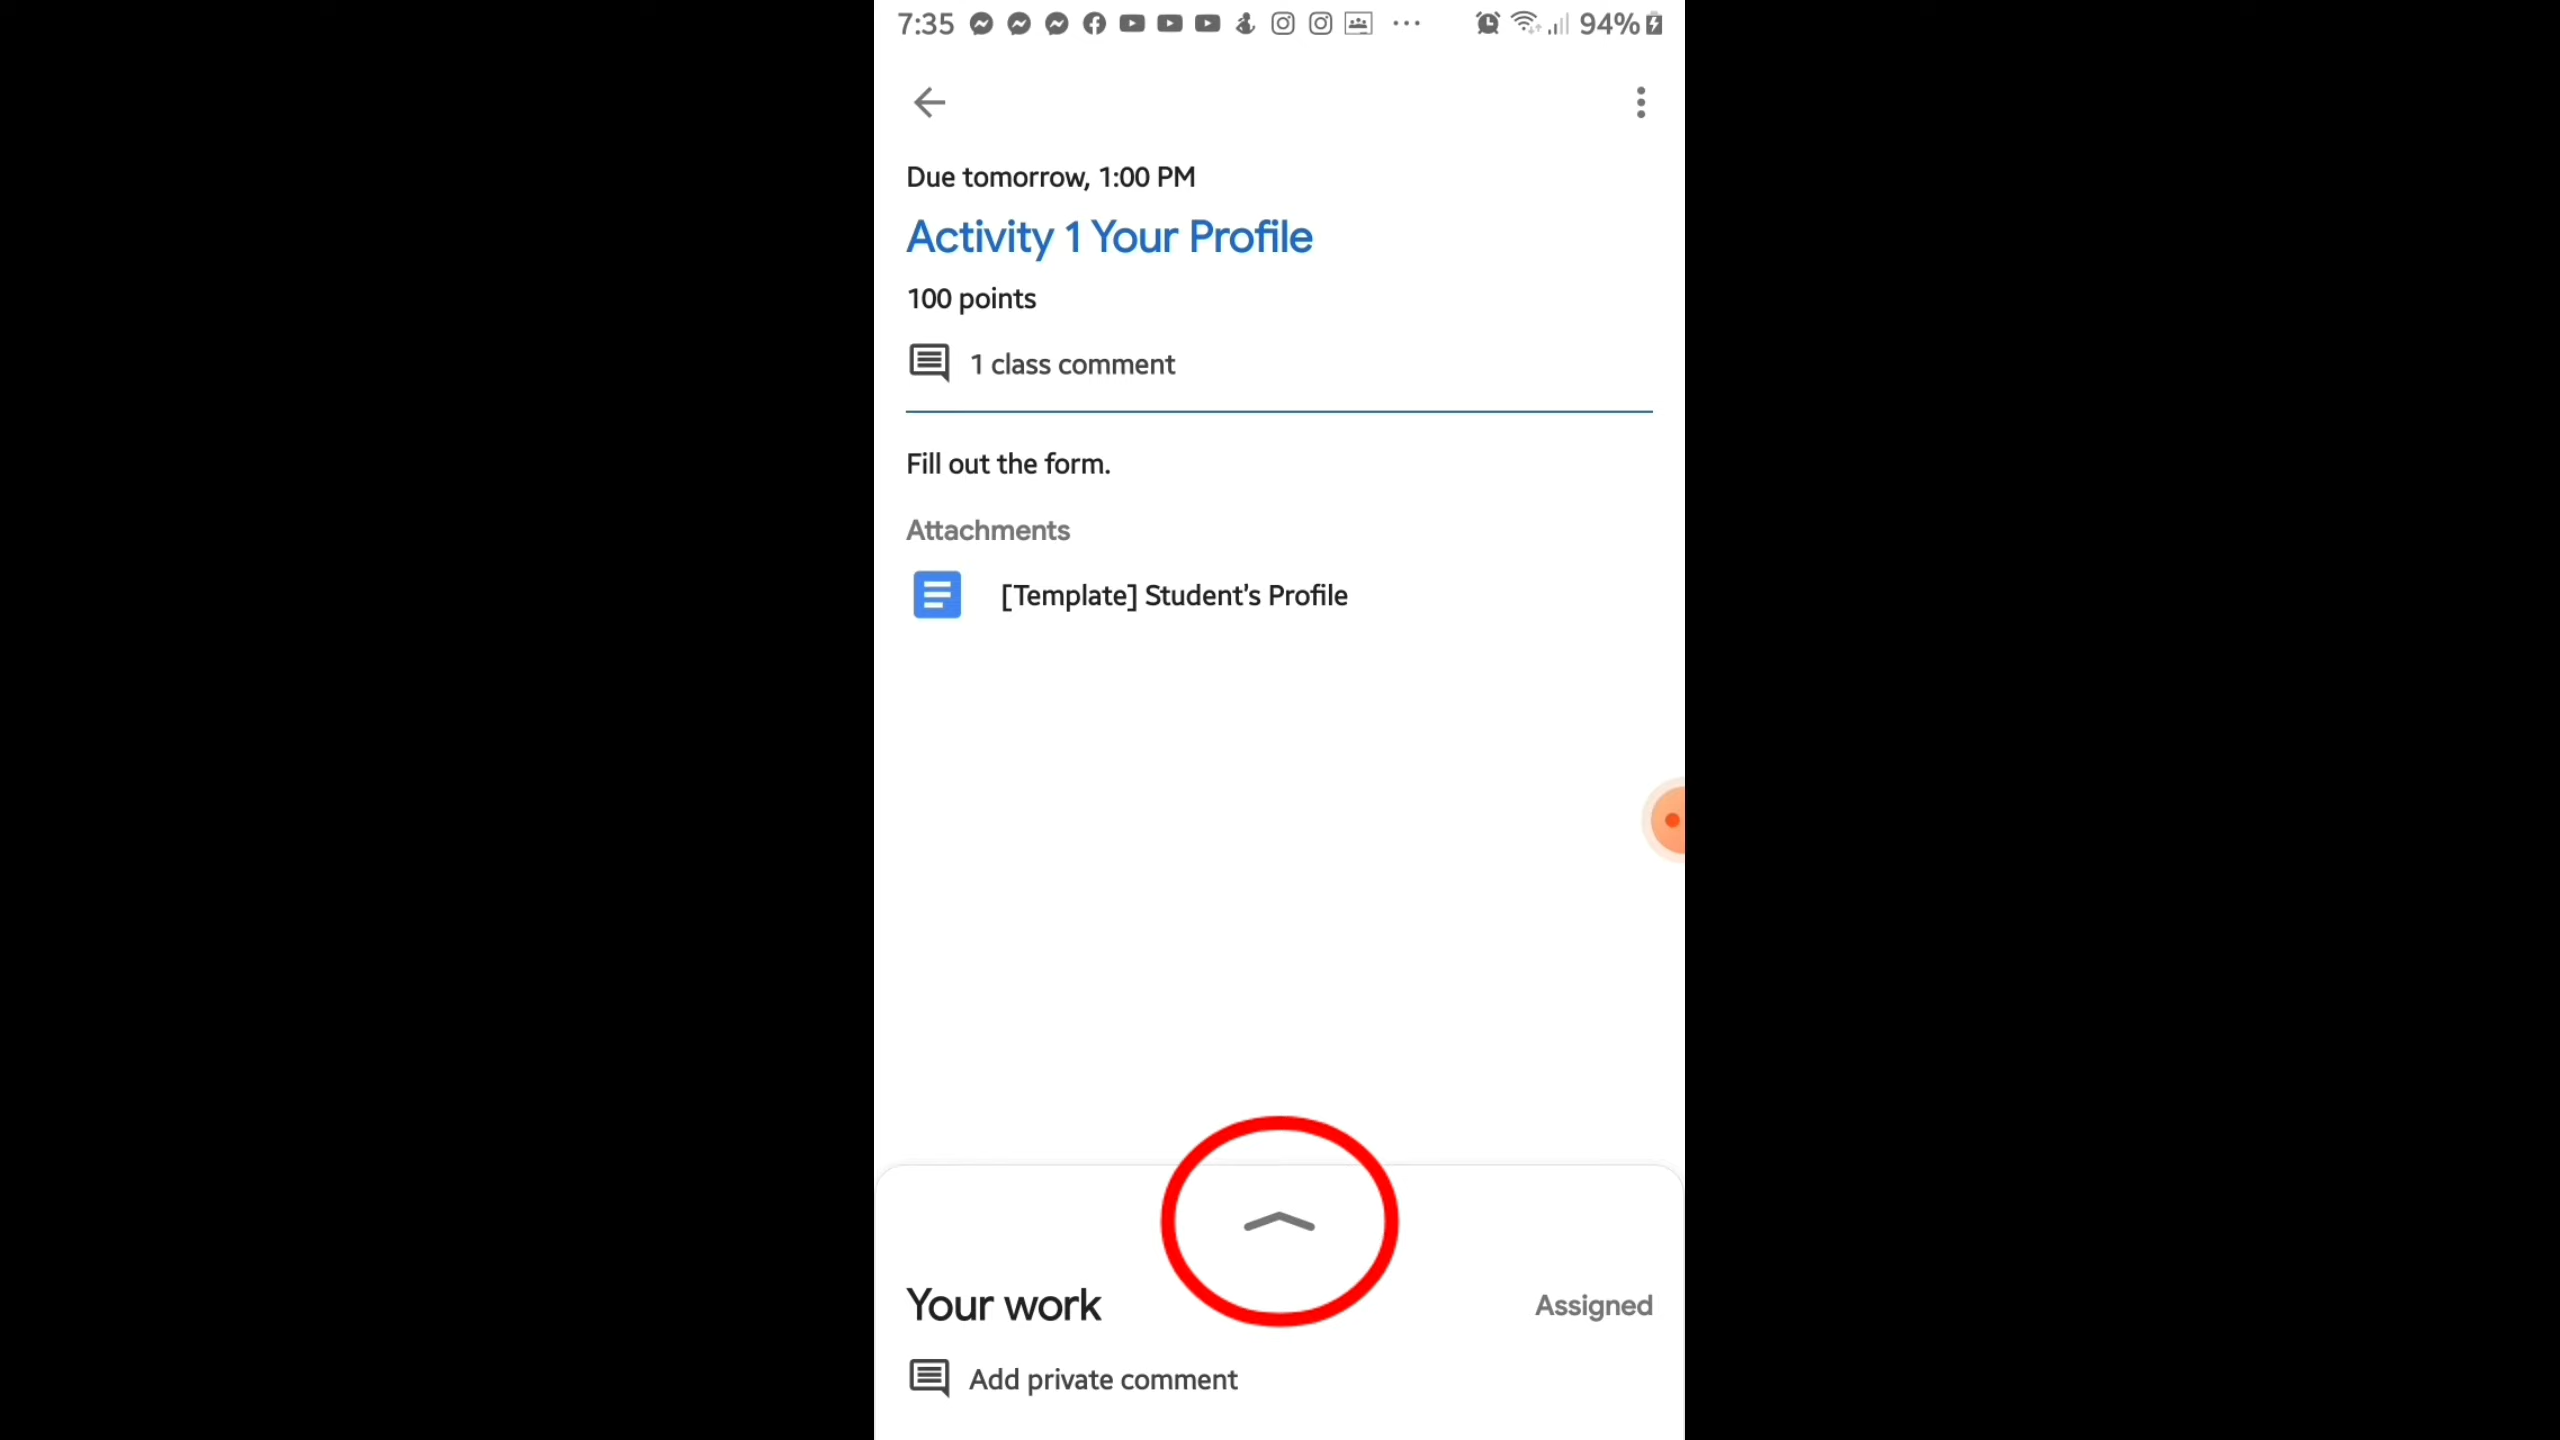 7:35
94%
Due tomorrow, 1:00 PM
Activity 1 Your Profile
100 points
1 class comment
Fill out the form.
Attachments
[Template] Student's Profile
Your work
Assigned
Add private comment